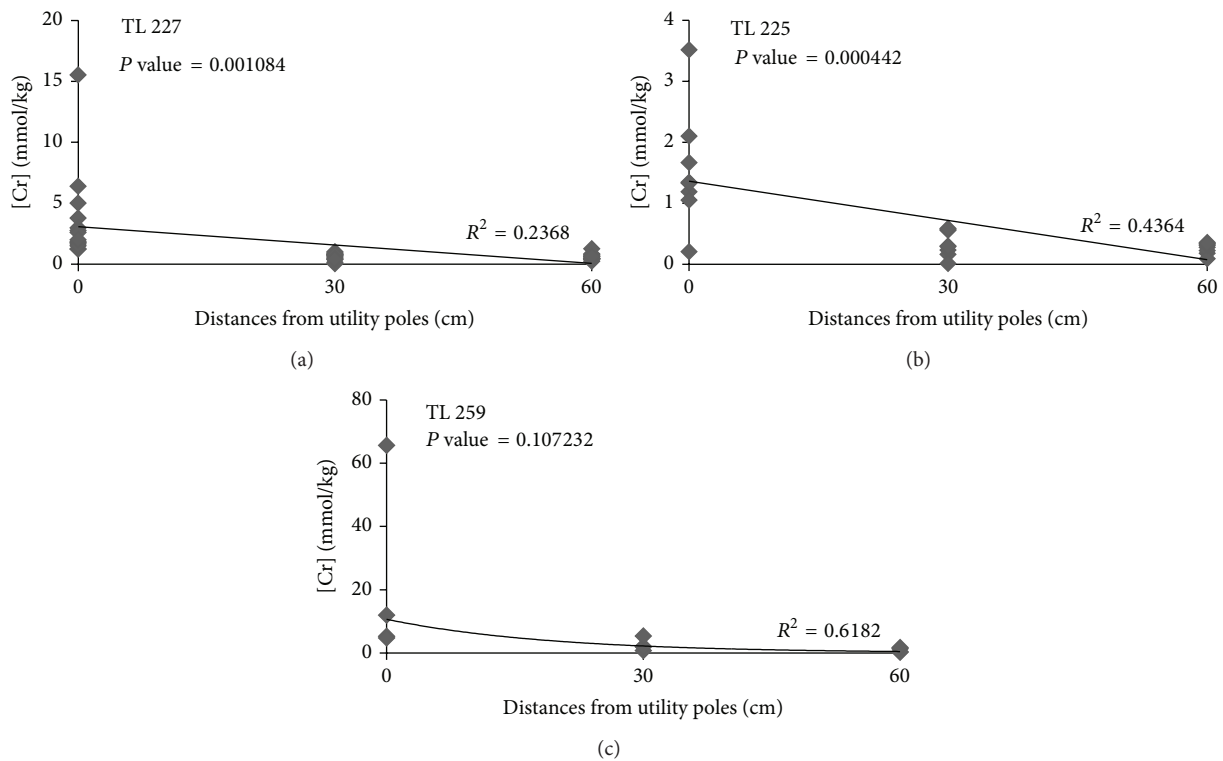 TL 227
P value = 0.001084
[Cr] (mmol/kg)
20
15
10
5
0
R² = 0.2368
0 30 60
Distances from utility poles (cm)
(a)
TL 225
P value = 0.000442
[Cr] (mmol/kg)
4
3
2
1
0
R² = 0.4364
0 30 60
Distances from utility poles (cm)
(b)
TL 259
P value = 0.107232
[Cr] (mmol/kg)
80
60
40
20
0
R² = 0.6182
0 30 60
Distances from utility poles (cm)
(c)